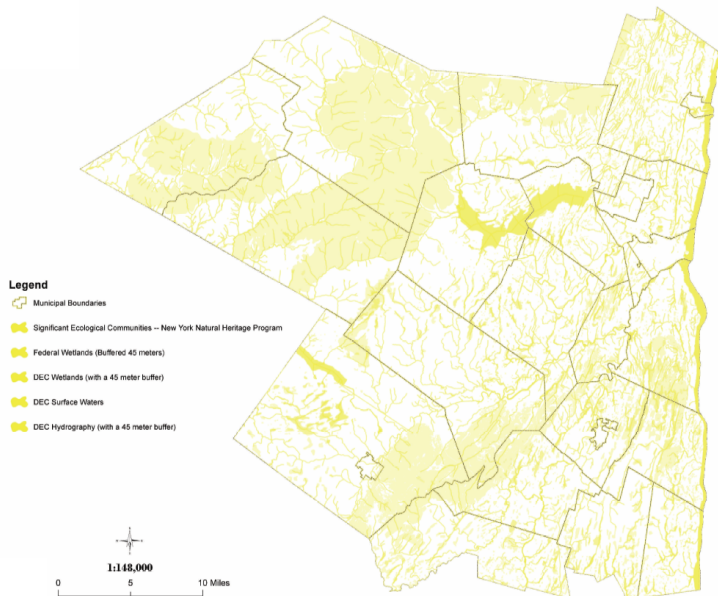 Legend
Municipal Boundaries
Significant Ecological Communities -- New York Natural Heritage Program
Federal Wetlands (Buffered 45 meters)
DEC Wetlands (with a 45 meter buffer)
DEC Surface Waters
DEC Hydrography (with a 45 meter buffer)
1:148,000
0 5 10 Miles